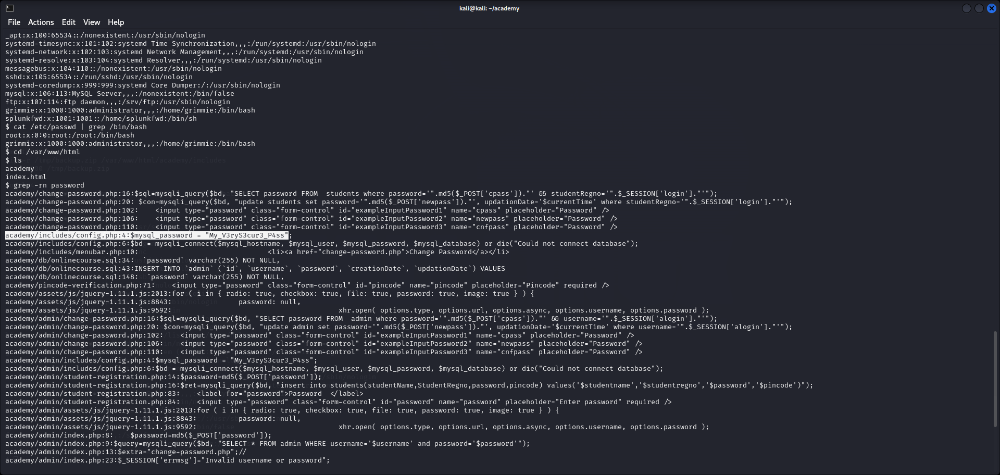 kali@kali: ~/academy
File Actions Edit View Help
_apt:x:100:65534::/nonexistent:/usr/sbin/nologin
systemd-timesync:x:101:102:systemd Time Synchronization,,,:/run/systemd:/usr/sbin/nologin
systemd-network:x:102:103:systemd Network Management,,,:/run/systemd:/usr/sbin/nologin
systemd-resolve:x:103:104:systemd Resolver,,,:/run/systemd:/usr/sbin/nologin
messagebus:x:104:110::/nonexistent:/usr/sbin/nologin
sshd:x:105:65534::/run/sshd:/usr/sbin/nologin
systemd-coredump:x:999:999:systemd Core Dumper:/:/usr/sbin/nologin
mysql:x:106:113:MySQL Server,,,:/nonexistent:/bin/false
ftp:x:107:114:ftp daemon,,,:/srv/ftp:/usr/sbin/nologin
grimmie:x:1000:1000:administrator,,,:/home/grimmie:/bin/bash
splunkfwd:x:1001:1001::/home/splunkfwd:/bin/sh
$ cat /etc/passwd | grep /bin/bash
root:x:0:0:root:/root:/bin/bash
grimmie:x:1000:1000:administrator,,,:/home/grimmie:/bin/bash
$ cd /var/www/html
$ ls
academy
index.html
$ grep -rn password
academy/change-password.php:16:$sql=mysqli_query($bd, "SELECT password FROM  students where password='".md5($_POST['cpass'])."' && studentRegno='".$_SESSION['login']."'");
academy/change-password.php:20: $con=mysqli_query($bd, "update students set password='".md5($_POST['newpass'])."', updationDate='$currentTime' where studentRegno='".$_SESSION['login']."'");
academy/change-password.php:102:    <input type="password" class="form-control" id="exampleInputPassword1" name="cpass" placeholder="Password" />
academy/change-password.php:106:    <input type="password" class="form-control" id="exampleInputPassword2" name="newpass" placeholder="Password" />
academy/change-password.php:110:    <input type="password" class="form-control" id="exampleInputPassword3" name="cnfpass" placeholder="Password" />
academy/includes/config.php:4:$mysql_password = "My_V3ryS3cur3_P4ss";
academy/includes/config.php:6:$bd = mysqli_connect($mysql_hostname, $mysql_user, $mysql_password, $mysql_database) or die("Could not connect database");
academy/includes/menubar.php:10:                                <li><a href="change-password.php">Change Password</a></li>
academy/db/onlinecourse.sql:34:  `password` varchar(255) NOT NULL,
academy/db/onlinecourse.sql:43:INSERT INTO `admin` (`id`, `username`, `password`, `creationDate`, `updationDate`) VALUES
academy/db/onlinecourse.sql:148:  `password` varchar(255) NOT NULL,
academy/pincode-verification.php:71:    <input type="password" class="form-control" id="pincode" name="pincode" placeholder="Pincode" required />
academy/assets/js/jquery-1.11.1.js:2013:for ( i in { radio: true, checkbox: true, file: true, password: true, image: true } ) {
academy/assets/js/jquery-1.11.1.js:8843:                password: null,
academy/assets/js/jquery-1.11.1.js:9592:                                        xhr.open( options.type, options.url, options.async, options.username, options.password );
academy/admin/change-password.php:16:$sql=mysqli_query($bd, "SELECT password FROM  admin where password='".md5($_POST['cpass'])."' && username='".$_SESSION['alogin']."'");
academy/admin/change-password.php:20: $con=mysqli_query($bd, "update admin set password='".md5($_POST['newpass'])."', updationDate='$currentTime' where username='".$_SESSION['alogin']."'");
academy/admin/change-password.php:102:    <input type="password" class="form-control" id="exampleInputPassword1" name="cpass" placeholder="Password" />
academy/admin/change-password.php:106:    <input type="password" class="form-control" id="exampleInputPassword2" name="newpass" placeholder="Password" />
academy/admin/change-password.php:110:    <input type="password" class="form-control" id="exampleInputPassword3" name="cnfpass" placeholder="Password" />
academy/admin/includes/config.php:4:$mysql_password = "My_V3ryS3cur3_P4ss";
academy/admin/includes/config.php:6:$bd = mysqli_connect($mysql_hostname, $mysql_user, $mysql_password, $mysql_database) or die("Could not connect database");
academy/admin/student-registration.php:14:$password=md5($_POST['password']);
academy/admin/student-registration.php:16:$ret=mysqli_query($bd, "insert into students(studentName,StudentRegno,password,pincode) values('$studentname','$studentregno','$password','$pincode')");
academy/admin/student-registration.php:83:    <label for="password">Password  </label>
academy/admin/student-registration.php:84:    <input type="password" class="form-control" id="password" name="password" placeholder="Enter password" required />
academy/admin/assets/js/jquery-1.11.1.js:2013:for ( i in { radio: true, checkbox: true, file: true, password: true, image: true } ) {
academy/admin/assets/js/jquery-1.11.1.js:8843:          password: null,
academy/admin/assets/js/jquery-1.11.1.js:9592:                                  xhr.open( options.type, options.url, options.async, options.username, options.password );
academy/admin/index.php:8:    $password=md5($_POST['password']);
academy/admin/index.php:9:$query=mysqli_query($bd, "SELECT * FROM admin WHERE username='$username' and password='$password'");
academy/admin/index.php:13:$extra="change-password.php";//
academy/admin/index.php:23:$_SESSION['errmsg']="Invalid username or password";